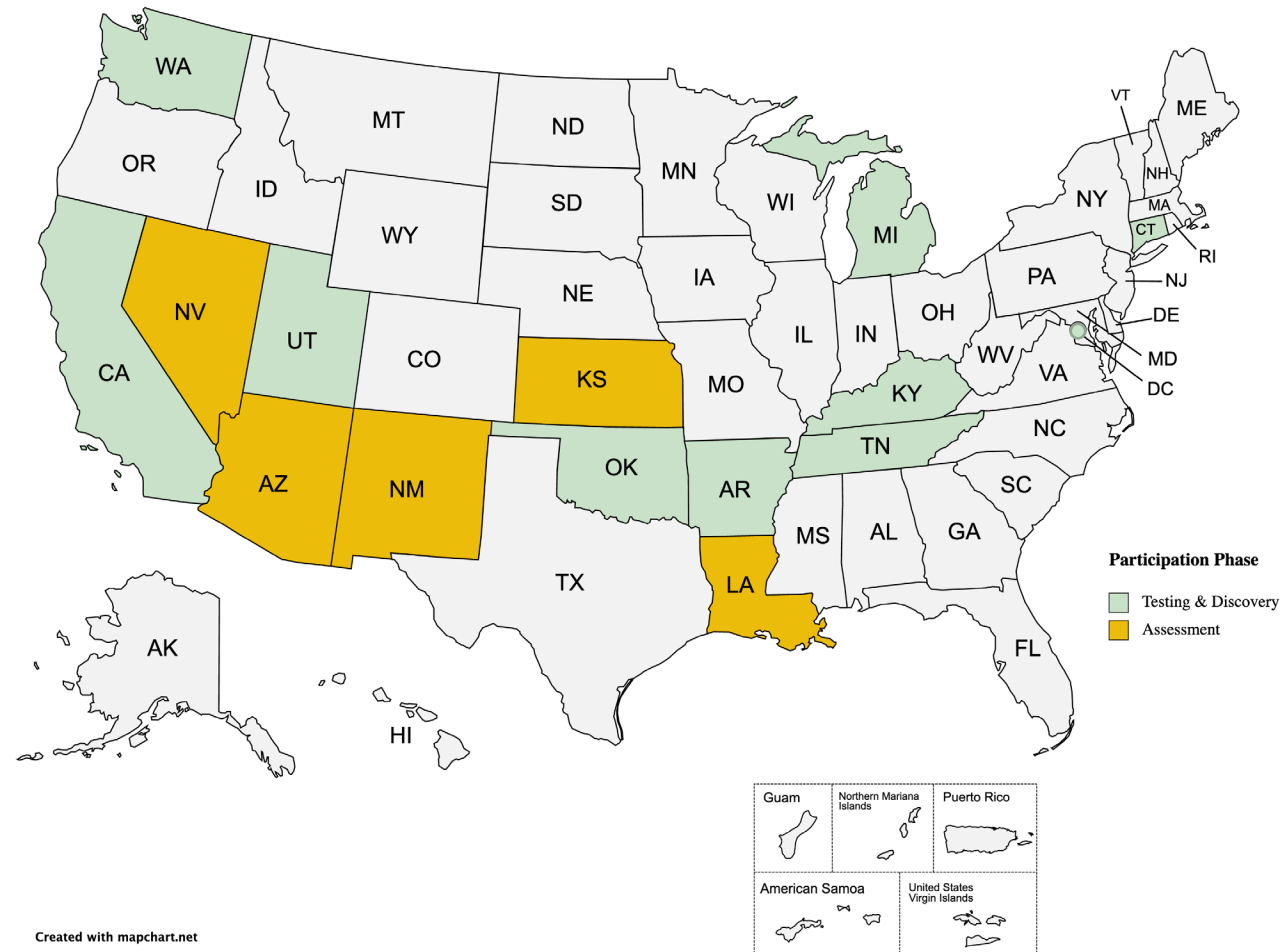 WA
MT
ND
MN
VT
ME
OR
ID
SD
WI
MI
NY
NH
MA
CT
RI
WY
IA
PA
NJ
NV
NE
OH
DE
UT
CO
IL
IN
WV
MD
CA
KS
MO
VA
DC
KY
NC
AZ
NM
OK
AR
TN
SC
MS
AL
GA
TX
LA
Participation Phase
Testing & Discovery
Assessment
AK
FL
HI
Guam
Northern Mariana
Islands
Puerto Rico
American Samoa
United States
Virgin Islands
Created with mapchart.net